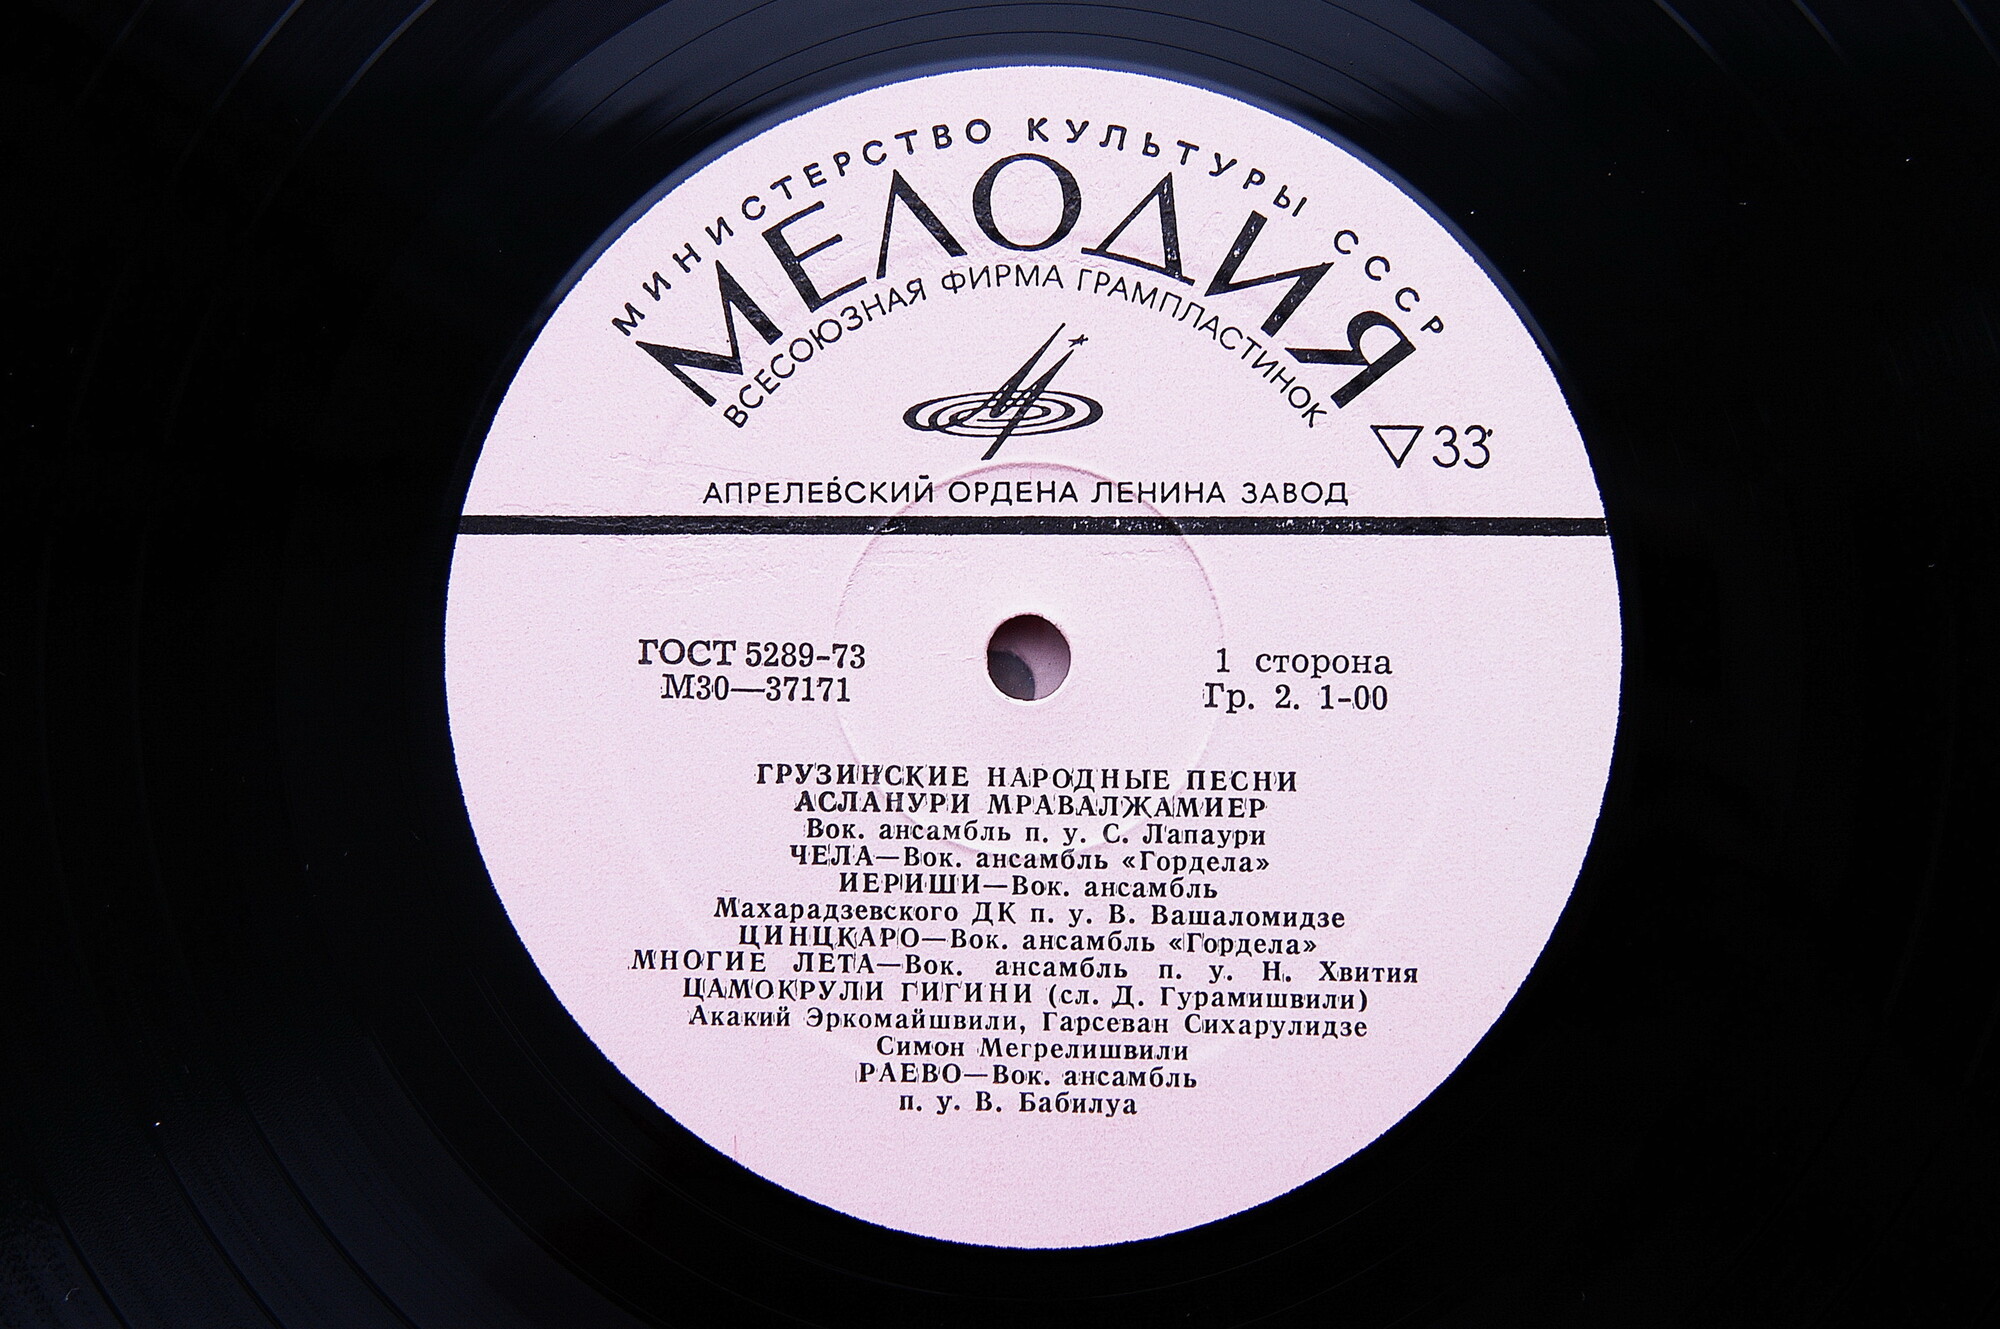 МИНИСТЕРСТВО КУЛЬТУРЫ СССР
МЕЛОДИЯ
ВСЕСОЮЗНАЯ ФИРМА ГРАМПЛАСТИНОК
33
АПРЕЛЕВСКИЙ ОРДЕНА ЛЕНИНА ЗАВОД
ГОСТ 5289-73
М30—37171
1 сторона
Гр. 2. 1-00
ГРУЗИНСКИЕ НАРОДНЫЕ ПЕСНИ
АСЛАНУРИ МРАВАЛЖАМИЕР
Вок. ансамбль п. у. С. Лапаури
ЧЕЛА—Вок. ансамбль «Гордела»
ИЕРИШИ—Вок. ансамбль
Махарадзевского ДК п. у. В. Вашаломидзе
ЦИНЦКАРО—Вок. ансамбль «Гордела»
МНОГИЕ ЛЕТА—Вок. ансамбль п. у. Н. Хвития
ЦАМОКРУЛИ ГИГИНИ (сл. Д. Гурамишвили)
Акакий Эркомайшвили, Гарсеван Сихарулидзе
Симон Мегрелишвили
РАЕВО—Вок. ансамбль
п. у. В. Бабилуа